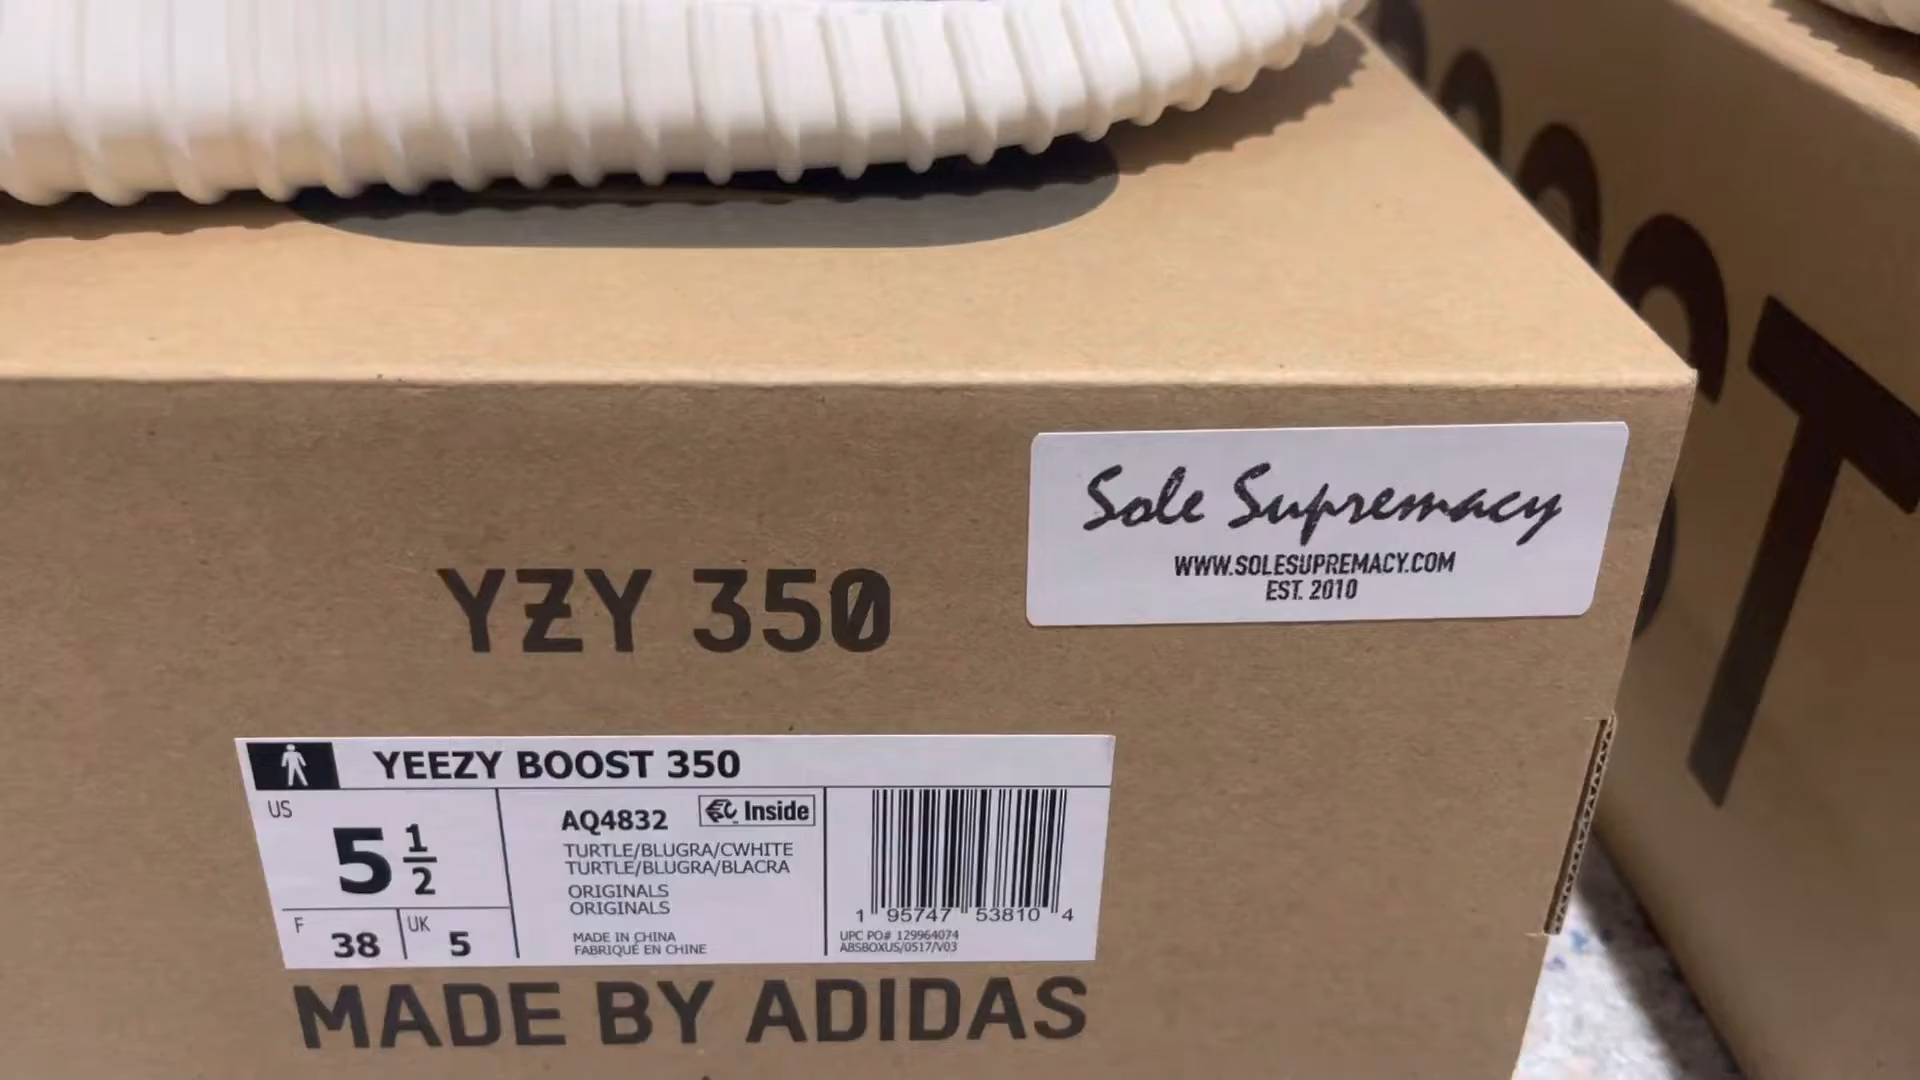 Sole Supremacy
WWW.SOLESUPREMACY.COM
EST. 2010
YZY 350
YEEZY BOOST 350
US
5 1/2
F
38
UK
5
AQ4832
Inside
TURTLE/BLUGRA/CWHITE
TURTLE/BLUGRA/BLACRA
ORIGINALS
ORIGINALS
MADE IN CHINA
FABRIQUÉ EN CHINE
1 95747 53810 4
UPC PO# 129964074
ABSBOXUS/0517/V03
MADE BY ADIDAS